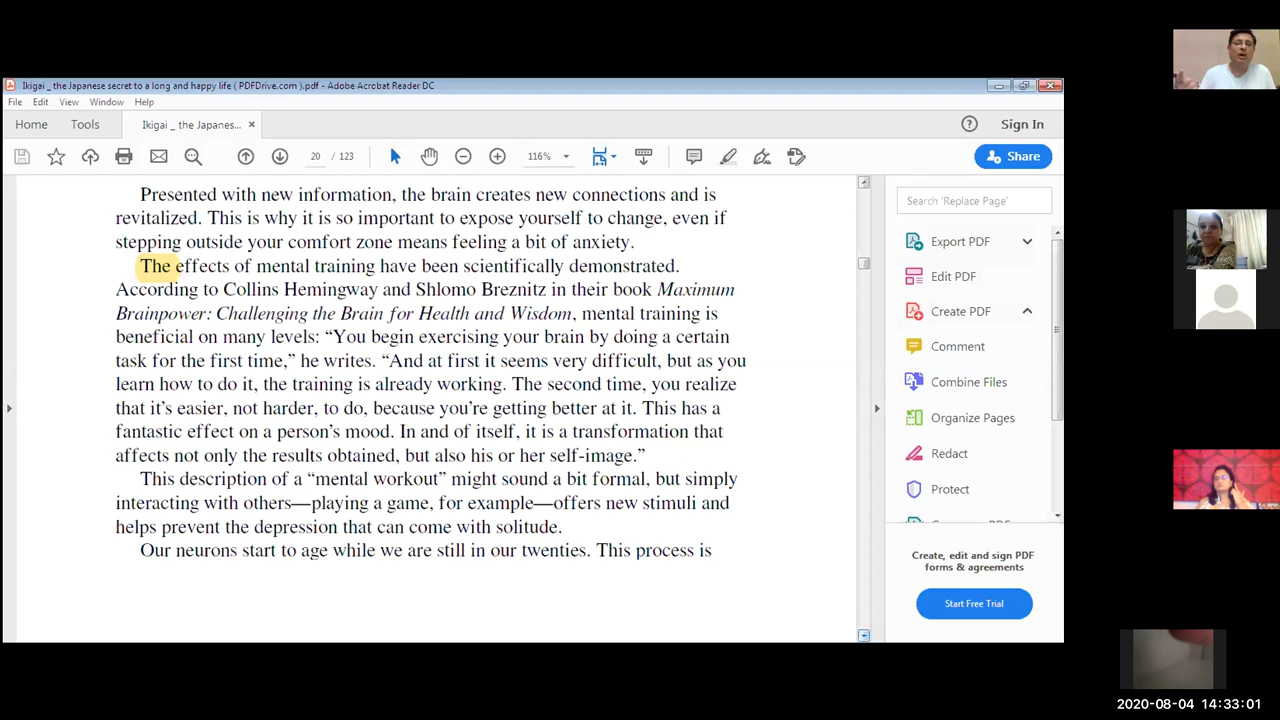 Ikigai _ the Japanese secret to a long and happy life ( PDFDrive.com ).pdf - Adobe Acrobat Reader DC
File Edit View Window Help
Home Tools Ikigai _ the Japanes... × Sign In
20 / 123 116% Share
Presented with new information, the brain creates new connections and is
revitalized. This is why it is so important to expose yourself to change, even if
stepping outside your comfort zone means feeling a bit of anxiety.
The effects of mental training have been scientifically demonstrated.
According to Collins Hemingway and Shlomo Breznitz in their book Maximum
Brainpower: Challenging the Brain for Health and Wisdom, mental training is
beneficial on many levels: “You begin exercising your brain by doing a certain
task for the first time,” he writes. “And at first it seems very difficult, but as you
learn how to do it, the training is already working. The second time, you realize
that it’s easier, not harder, to do, because you’re getting better at it. This has a
fantastic effect on a person’s mood. In and of itself, it is a transformation that
affects not only the results obtained, but also his or her self-image.”
This description of a “mental workout” might sound a bit formal, but simply
interacting with others—playing a game, for example—offers new stimuli and
helps prevent the depression that can come with solitude.
Our neurons start to age while we are still in our twenties. This process is
Search 'Replace Page'
Export PDF
Edit PDF
Create PDF
Comment
Combine Files
Organize Pages
Redact
Protect
Create, edit and sign PDF
forms & agreements
Start Free Trial
2020-08-04 14:33:01